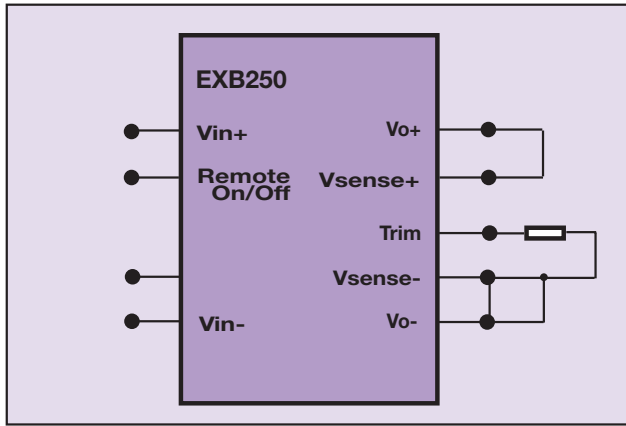 EXB250
Vin+
Remote
On/Off
Vin-
Vo+
Vsense+
Trim
Vsense-
Vo-